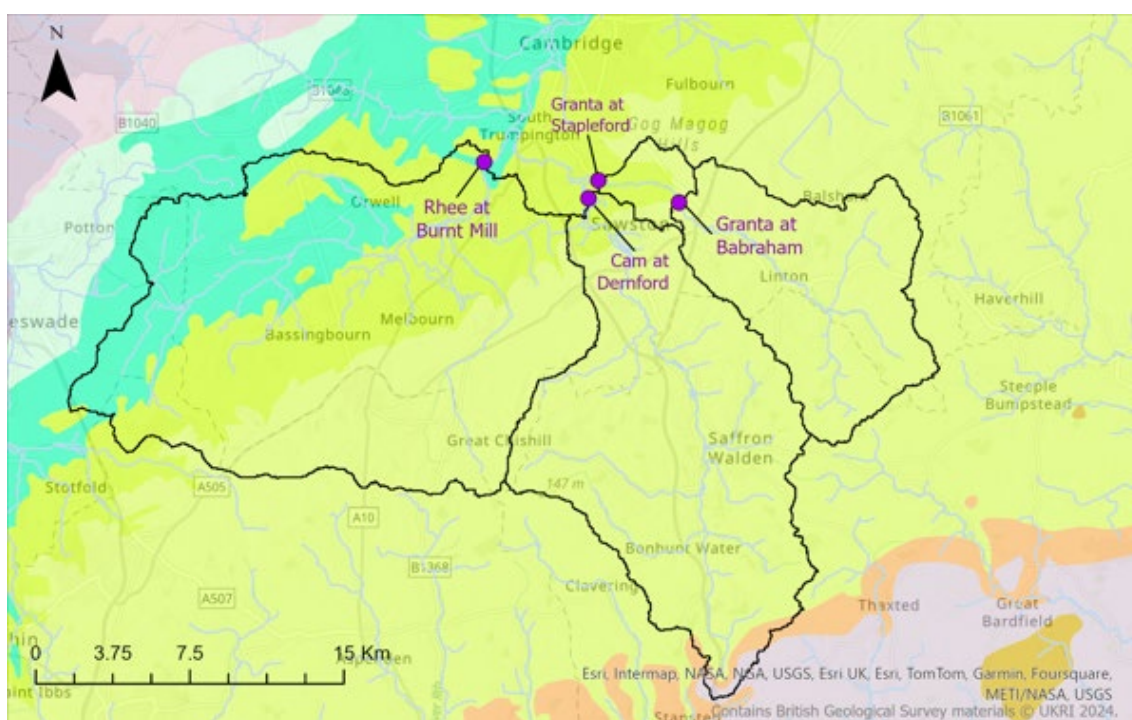 N
Cambridge
Fulbourn
B1046
B1040
B1061
Granta at
Stapleford
South
Trumpington
Gog Magog
Hills
Balsham
Orwell
Potton
Rhee at
Burnt Mill
Sawston
Granta at
Babraham
Cam at
Dernford
Linton
Haverhill
eswade
Melbourn
Bassingbourn
Steeple
Bumpstead
Great Chishill
Saffron
Walden
Stotfold
A505
147 m
A10
Bonhunt Water
B1368
Clavering
A507
Thaxted
Great
Bardfield
hin
0 3.75 7.5 15 Km
Aspenden
aint Ibbs
Stansted
Esri, Intermap, NASA, NGA, USGS, Esri UK, Esri, TomTom, Garmin, Foursquare,
METI/NASA, USGS
Contains British Geological Survey materials © UKRI 2024.